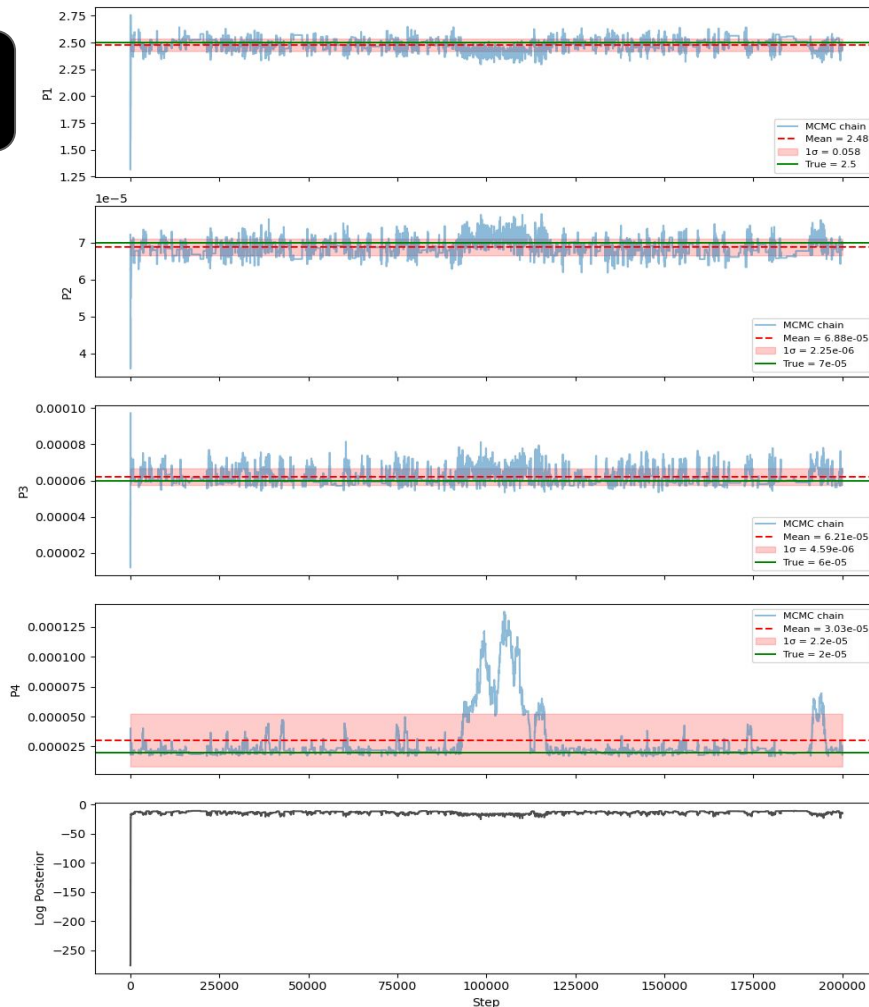 2.75
2.50
2.25
2.00
1.75
1.50
1.25
P1
MCMC chain
Mean = 2.48
1σ = 0.058
True = 2.5
1e−5
7
6
5
4
P2
MCMC chain
Mean = 6.88e-05
1σ = 2.25e-06
True = 7e-05
0.00010
0.00008
0.00006
0.00004
0.00002
P3
MCMC chain
Mean = 6.21e-05
1σ = 4.59e-06
True = 6e-05
0.000125
0.000100
0.000075
0.000050
0.000025
P4
MCMC chain
Mean = 3.03e-05
1σ = 2.2e-05
True = 2e-05
0
−50
−100
−150
−200
−250
Log Posterior
0 25000 50000 75000 100000 125000 150000 175000 200000
Step